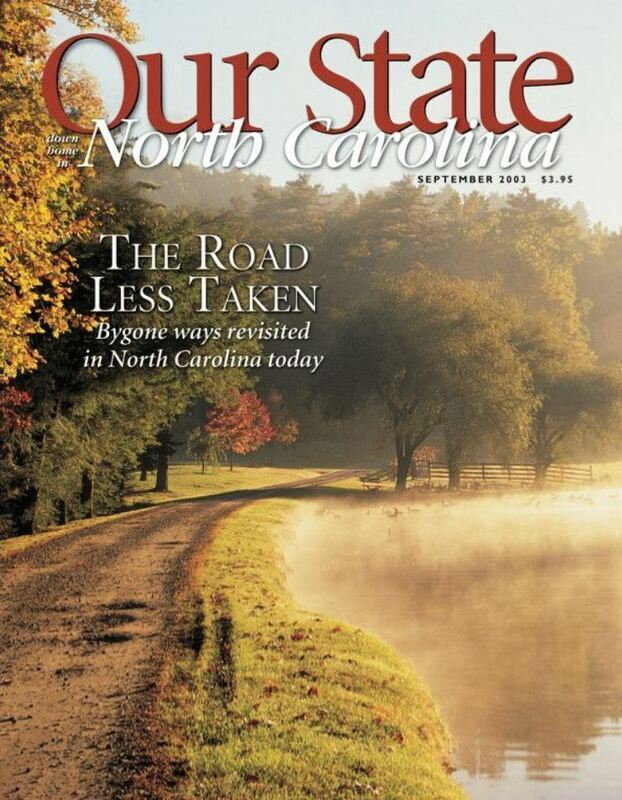 Our State
down
home
in
North Carolina
SEPTEMBER 2003 $3.95
THE ROAD
LESS TAKEN
Bygone ways revisited
in North Carolina today